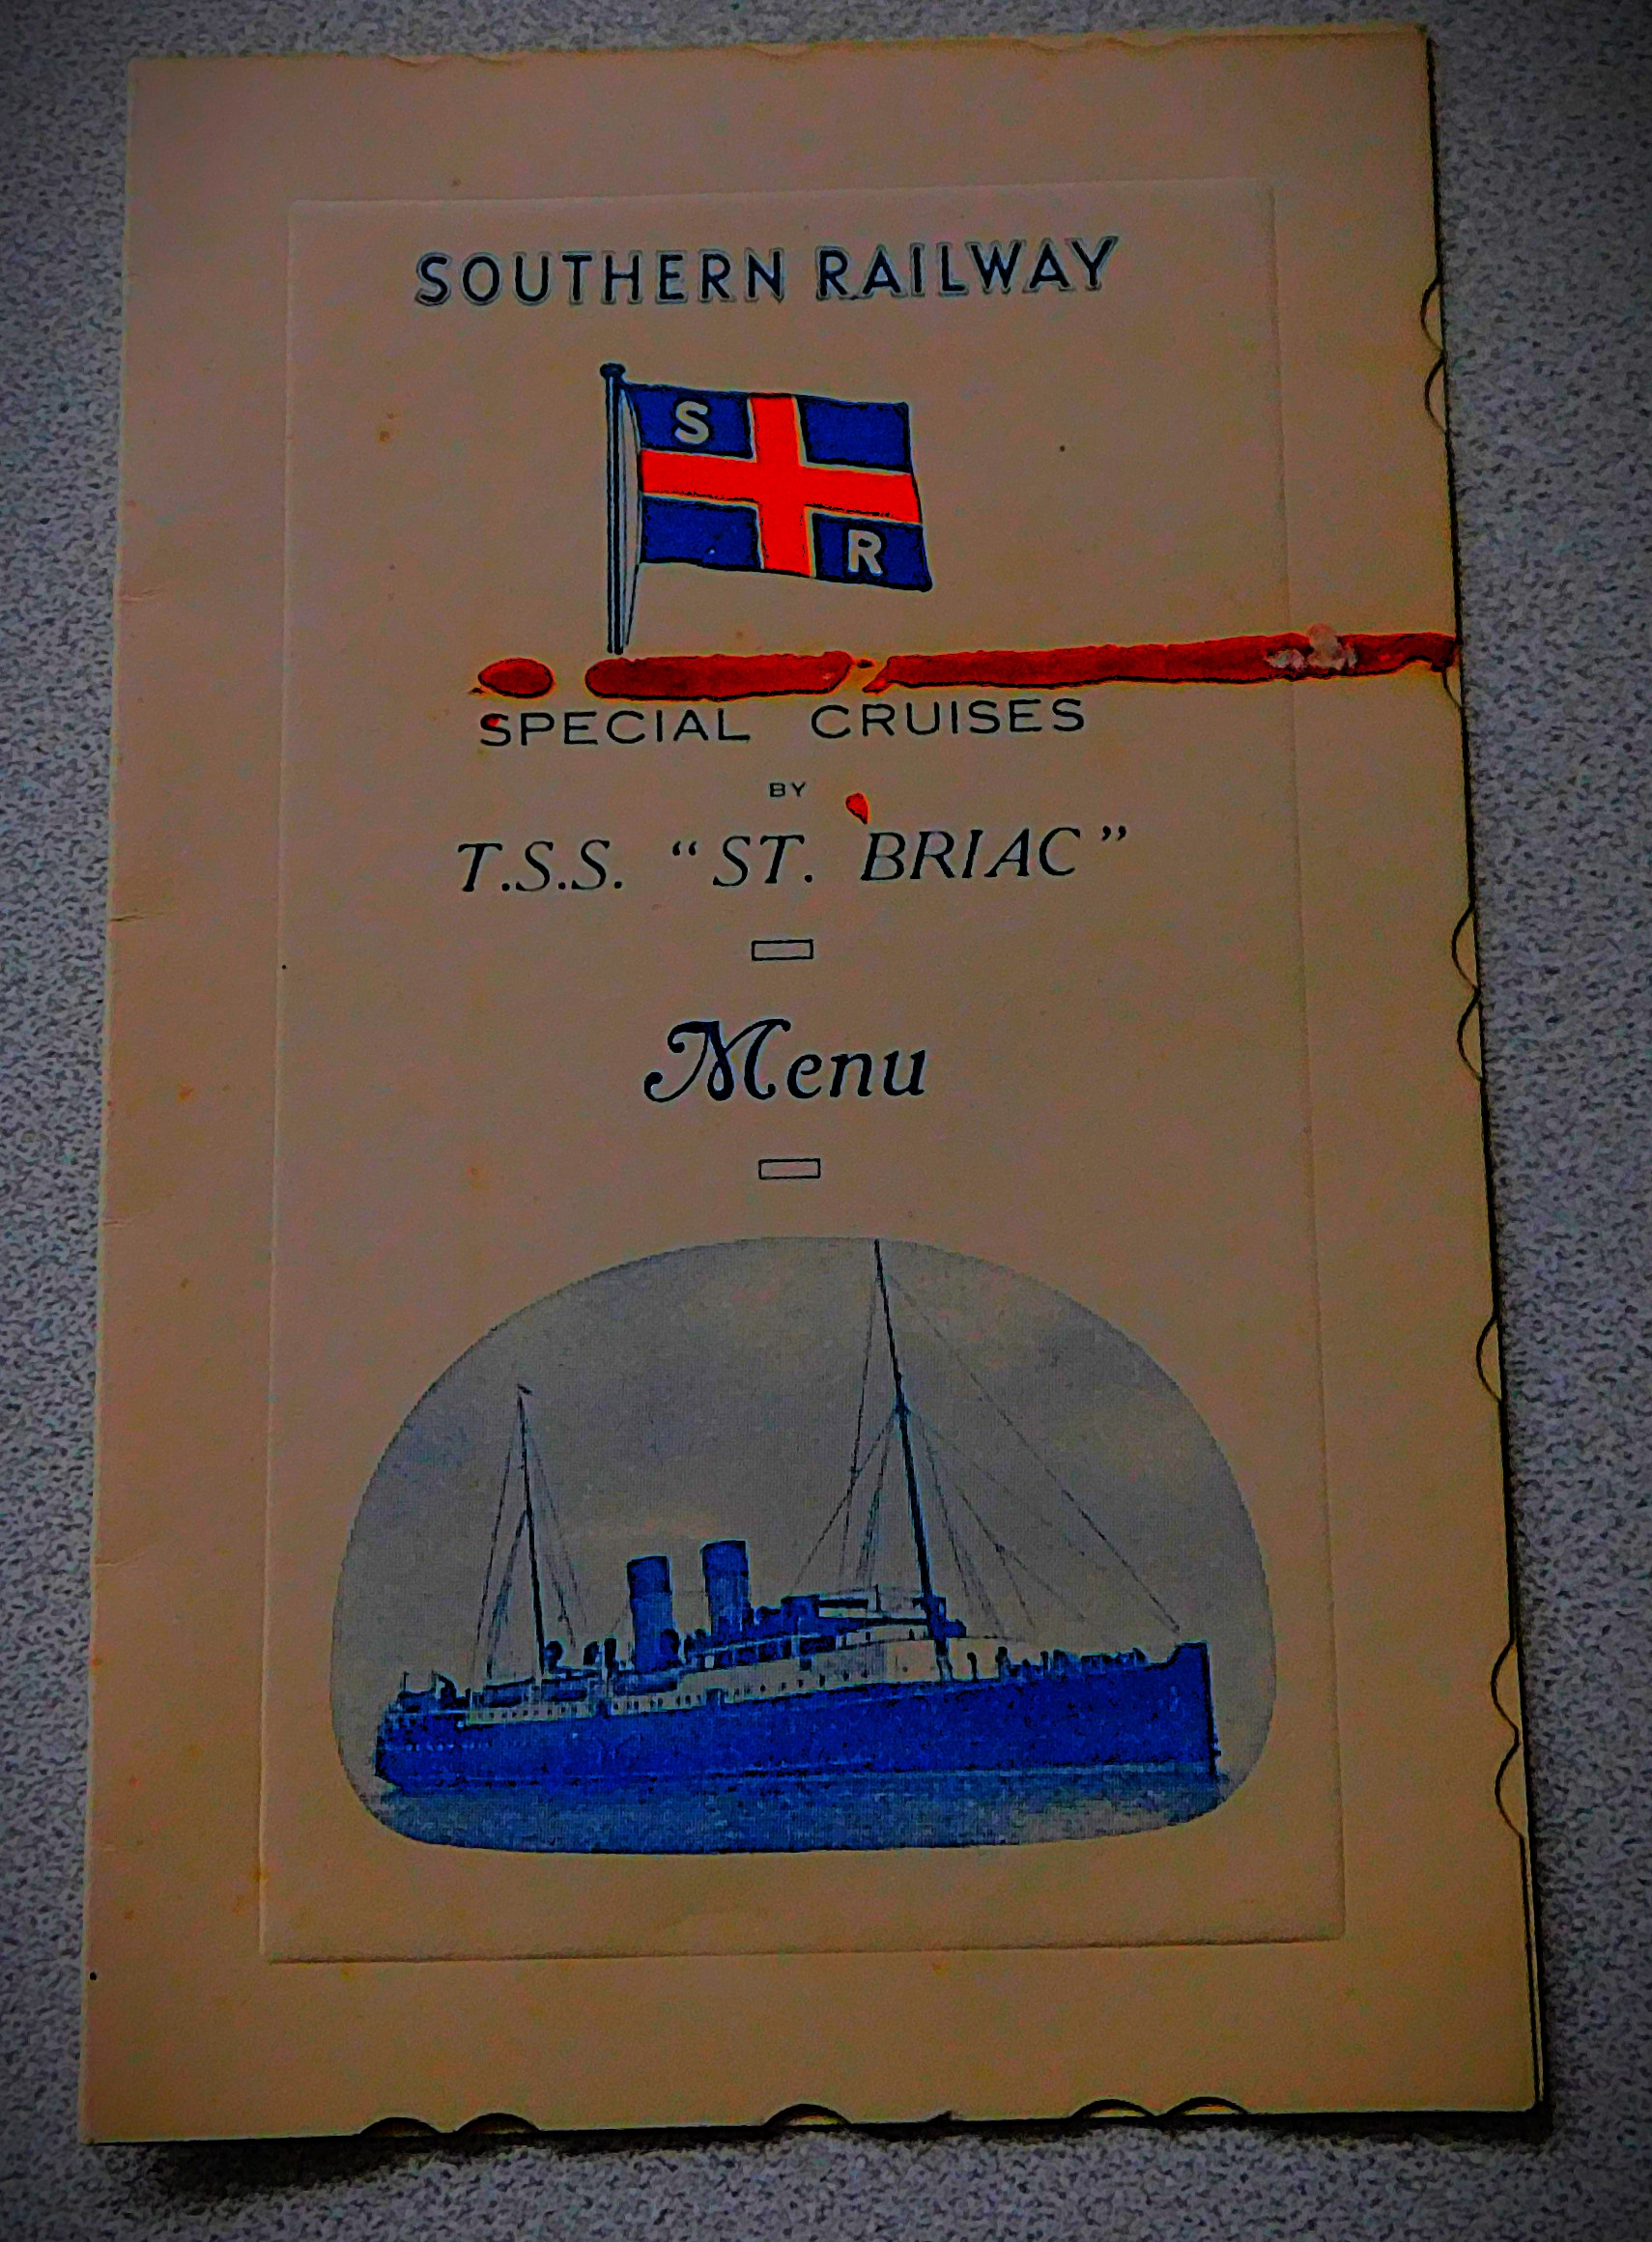 SOUTHERN RAILWAY
S
R
SPECIAL CRUISES
BY
T.S.S. “ST. BRIAC”
Menu